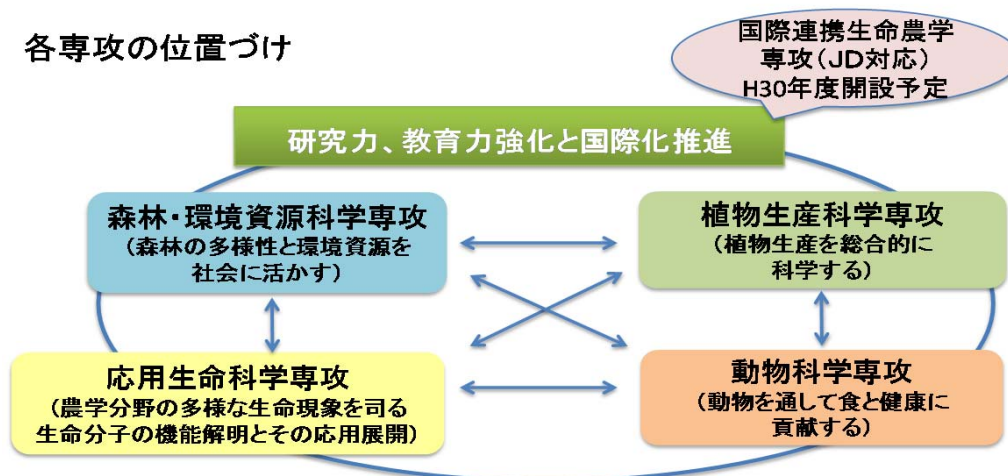 各専攻の位置づけ
国際連携生命農学
専攻(JD対応)
H30年度開設予定
研究力、教育力強化と国際化推進
森林・環境資源科学専攻
(森林の多様性と環境資源を
社会に活かす)
植物生産科学専攻
(植物生産を総合的に
科学する)
応用生命科学専攻
(農学分野の多様な生命現象を司る
生命分子の機能解明とその応用展開)
動物科学専攻
(動物を通して食と健康に
貢献する)